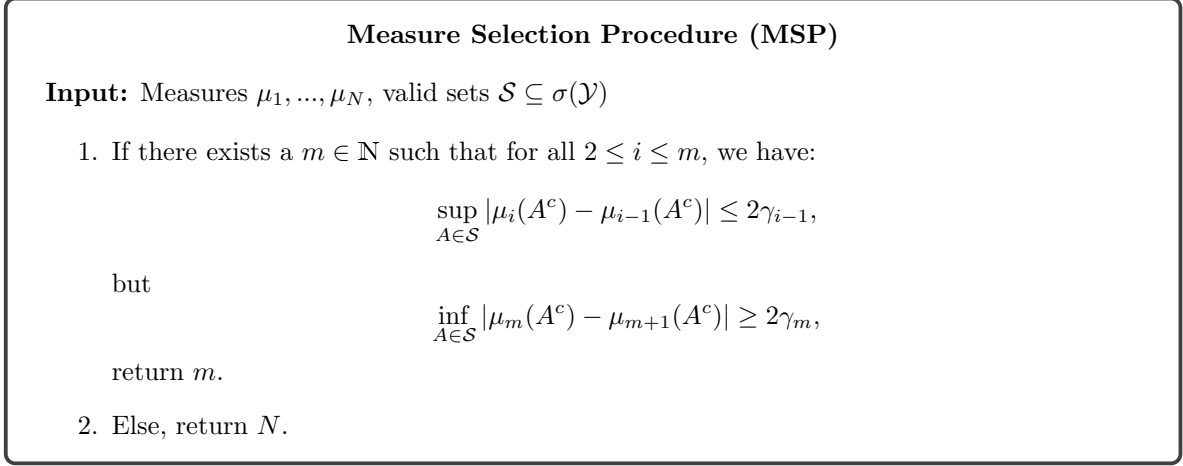 Measure Selection Procedure (MSP)
Input: Measures μ₁, ..., μ_N, valid sets 𝒮 ⊆ σ(𝒴)
1. If there exists a m ∈ ℕ such that for all 2 ≤ i ≤ m, we have:
sup_{A∈𝒮} |μ_i(A^c) − μ_{i−1}(A^c)| ≤ 2γ_{i−1},
but
inf_{A∈𝒮} |μ_m(A^c) − μ_{m+1}(A^c)| ≥ 2γ_m,
return m.
2. Else, return N.